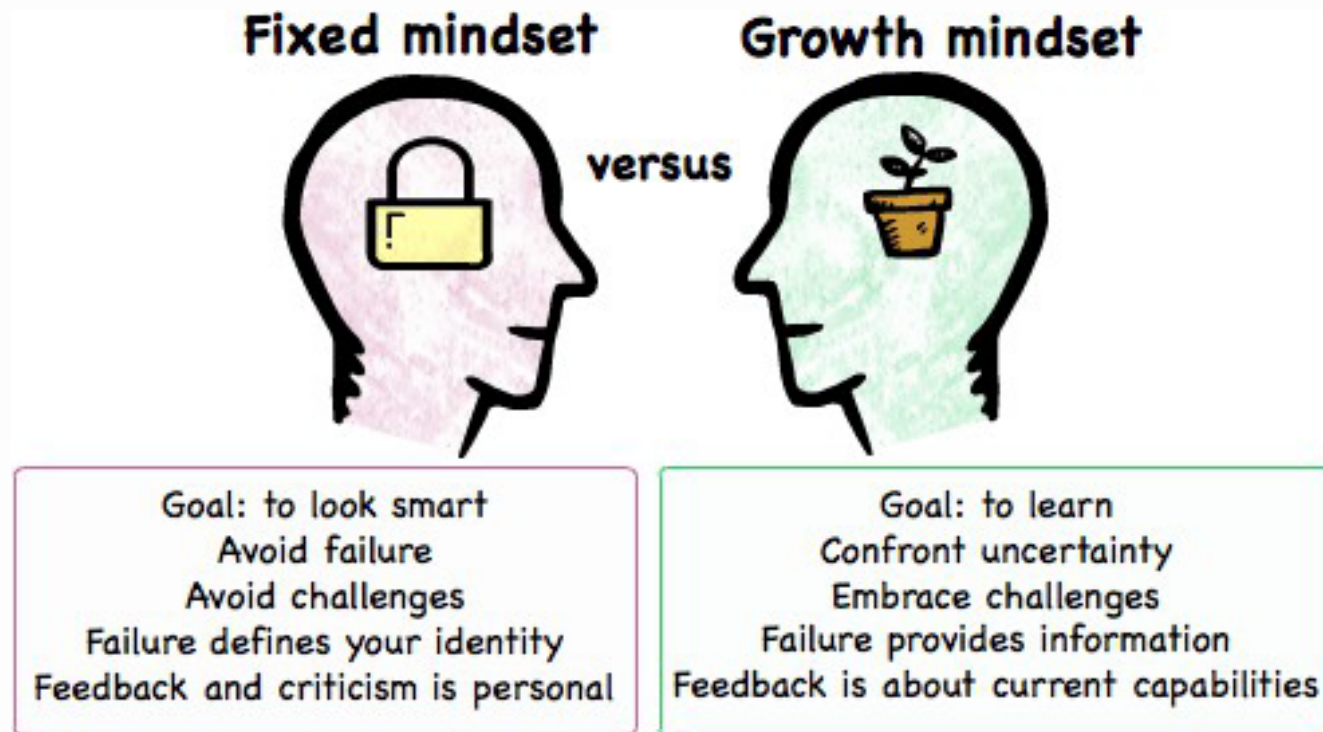 Fixed mindset
Growth mindset
versus
Goal: to look smart
Avoid failure
Avoid challenges
Failure defines your identity
Feedback and criticism is personal
Goal: to learn
Confront uncertainty
Embrace challenges
Failure provides information
Feedback is about current capabilities